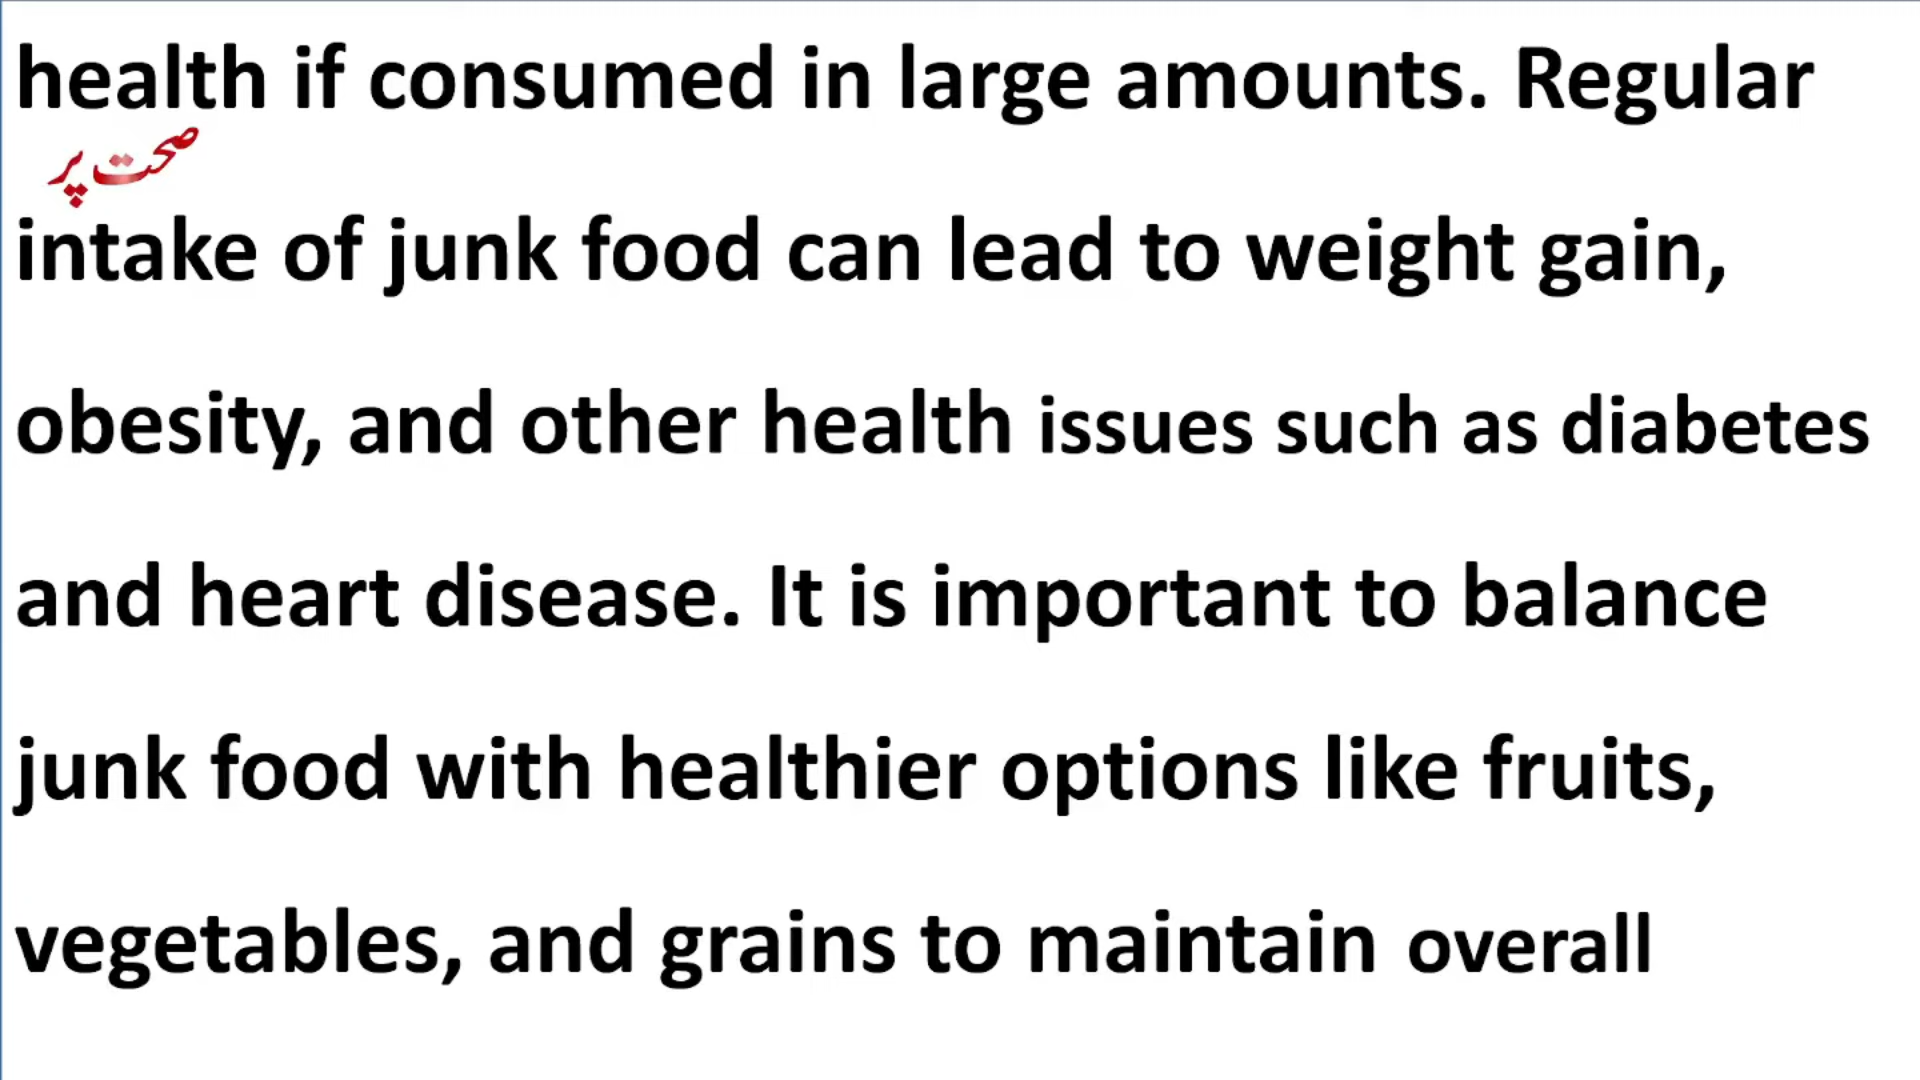 health if consumed in large amounts. Regular
صحت پر
intake of junk food can lead to weight gain,
obesity, and other health issues such as diabetes
and heart disease. It is important to balance
junk food with healthier options like fruits,
vegetables, and grains to maintain overall